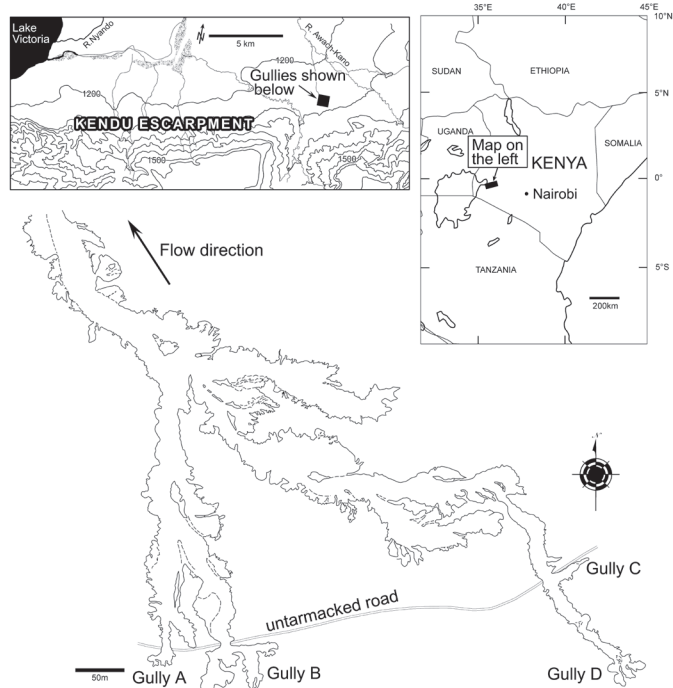 Lake
Victoria
R.Nyando
N
5 km
R. Awach-Kano
1200
Gullies shown
below
1200
KENDU ESCARPMENT
1500
1500
35°E
40°E
45°E
10°N
SUDAN
ETHIOPIA
5°N
UGANDA
SOMALIA
Map on
the left
KENYA
0°
Nairobi
TANZANIA
5°S
200km
Flow direction
Gully C
untarmacked road
50m
Gully A
Gully B
Gully D